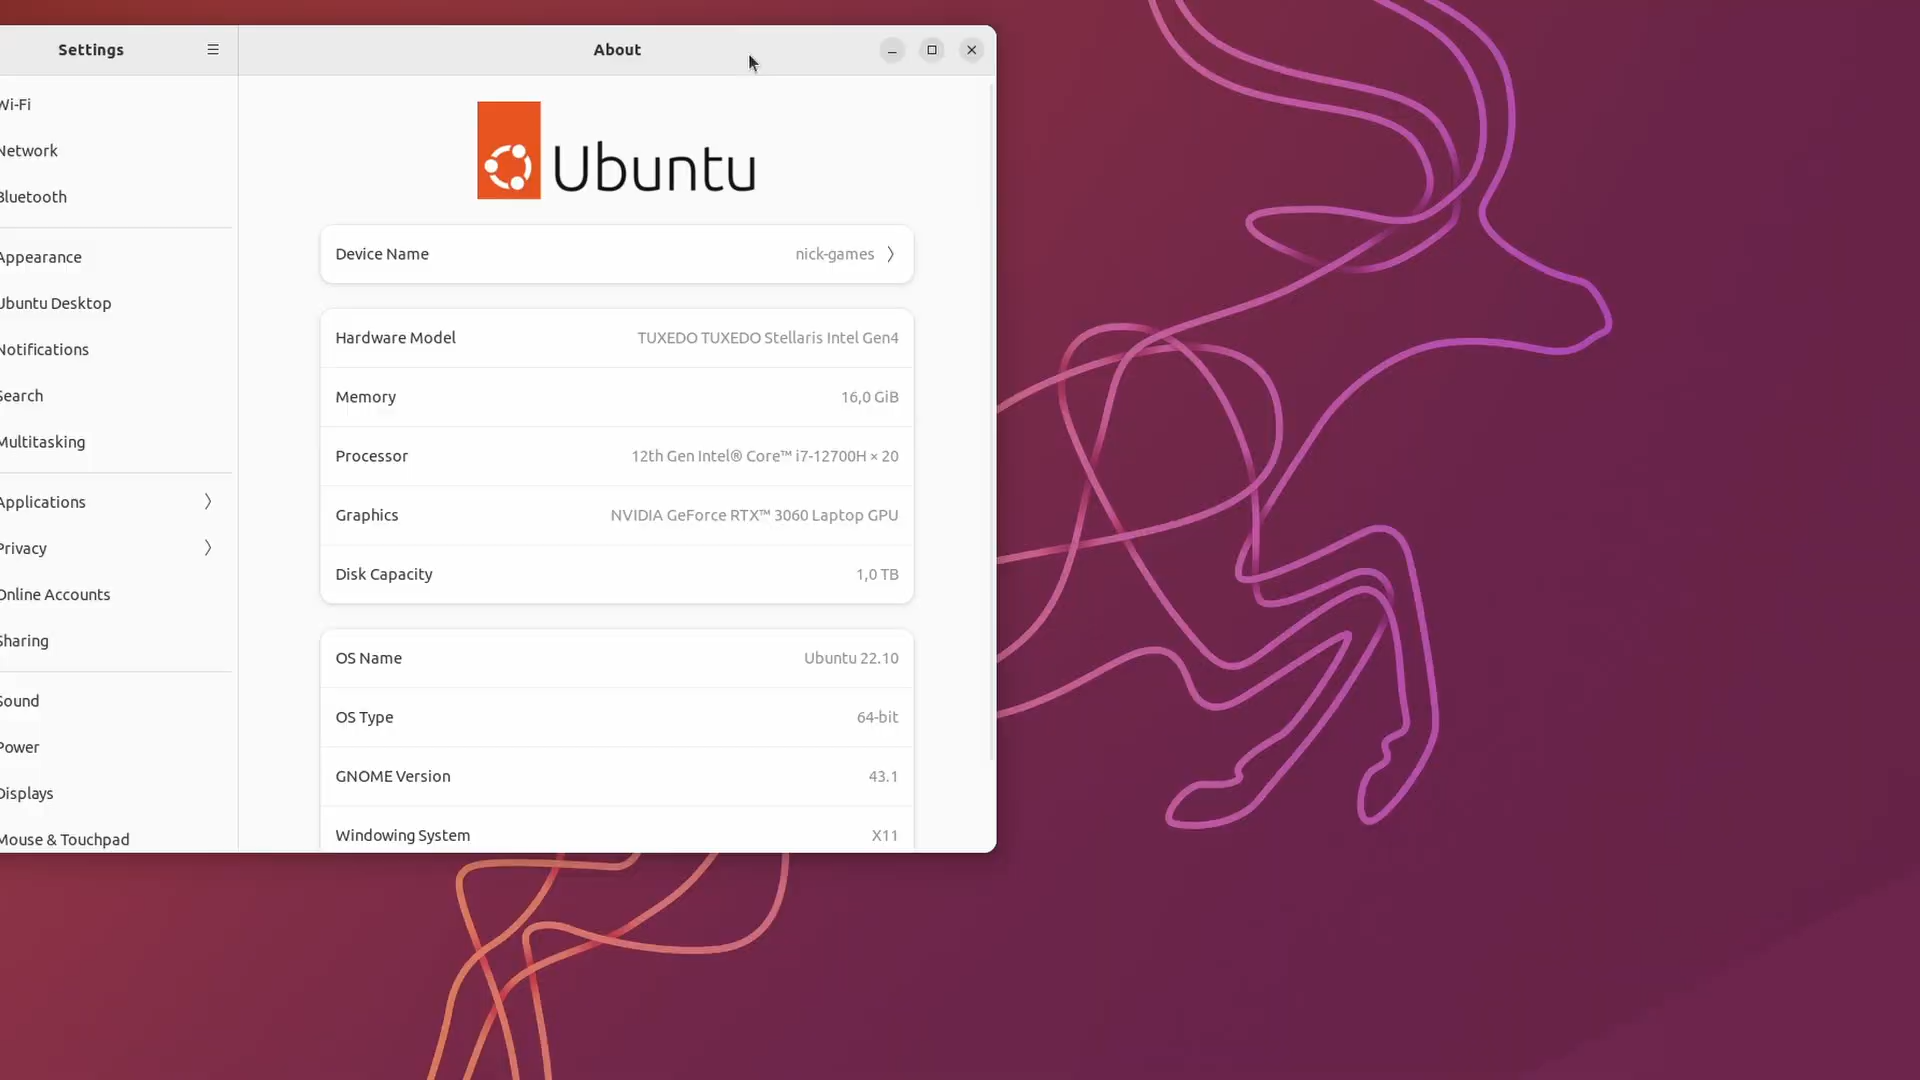 Settings
About
Wi-Fi
Network
Bluetooth
Appearance
Ubuntu Desktop
Notifications
Search
Multitasking
Applications
Privacy
Online Accounts
Sharing
Sound
Power
Displays
Mouse & Touchpad
Ubuntu
Device Name nick-games
Hardware Model TUXEDO TUXEDO Stellaris Intel Gen4
Memory 16,0 GiB
Processor 12th Gen Intel® Core™ i7-12700H × 20
Graphics NVIDIA GeForce RTX™ 3060 Laptop GPU
Disk Capacity 1,0 TB
OS Name Ubuntu 22.10
OS Type 64-bit
GNOME Version 43.1
Windowing System X11